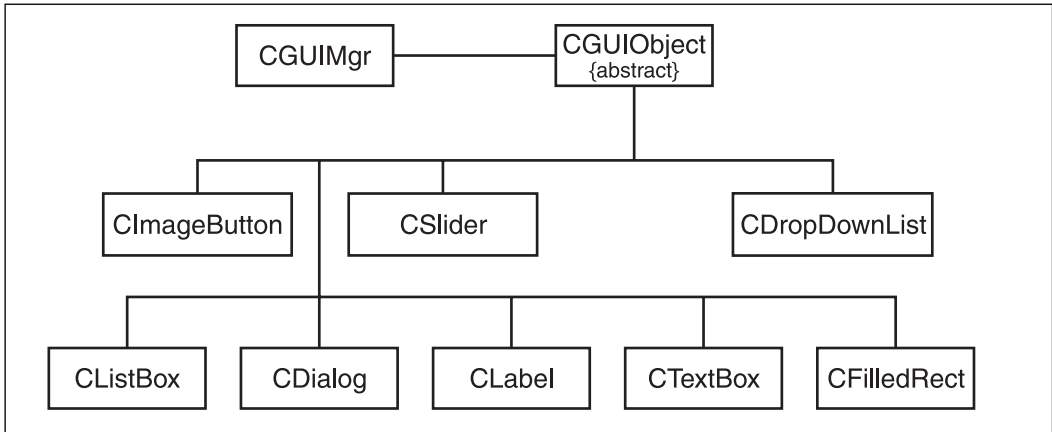 CGUIMgr
CGUIObject
{abstract}
CImageButton
CSlider
CDropDownList
CListBox
CDialog
CLabel
CTextBox
CFilledRect